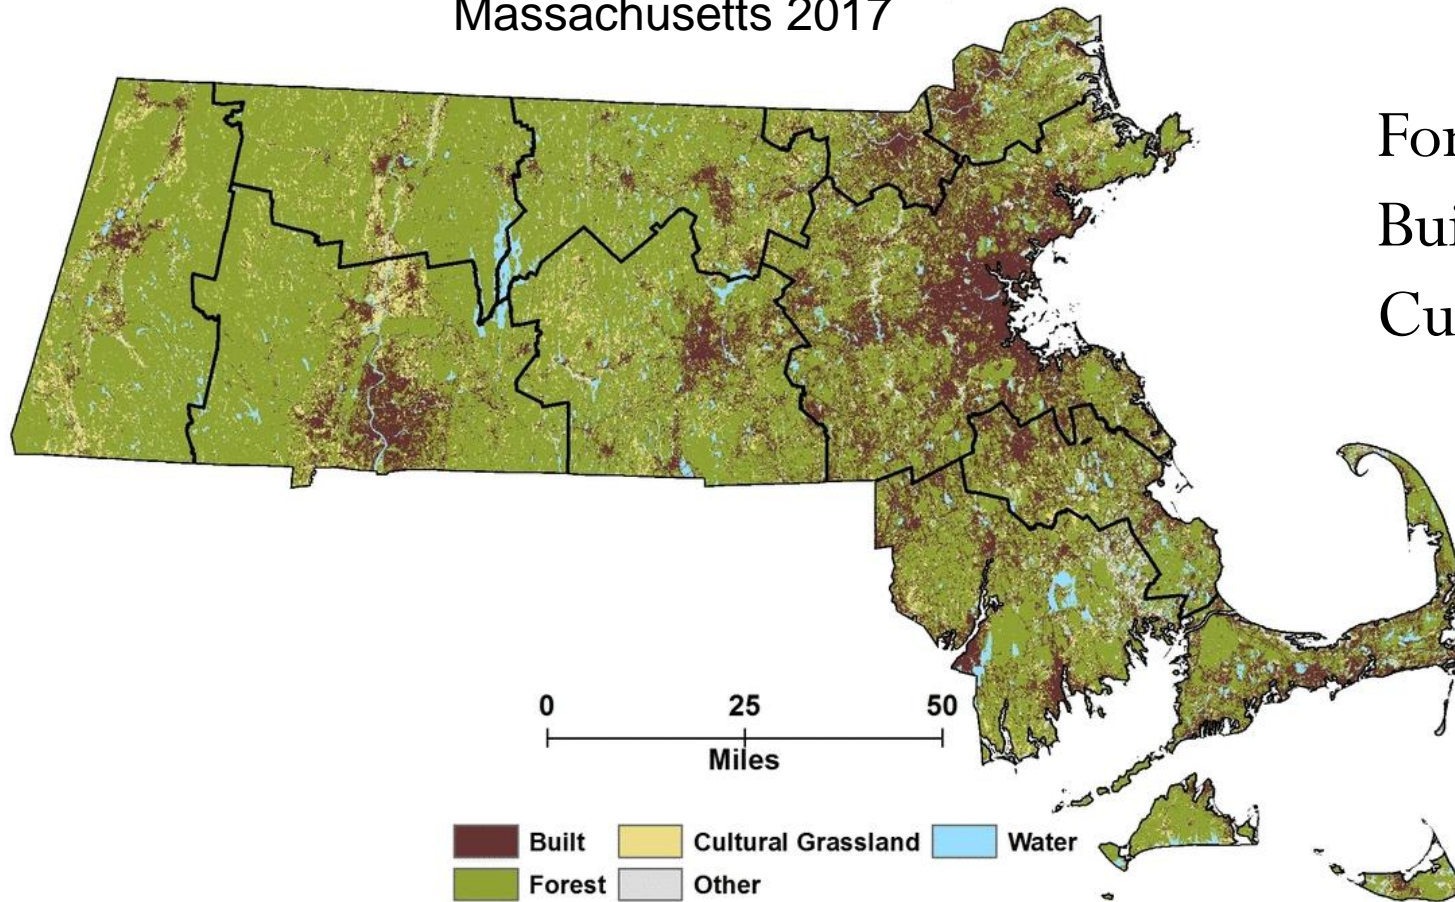 Massachusetts 2017
0 25 50
Miles
Built Cultural Grassland Water
Forest Other